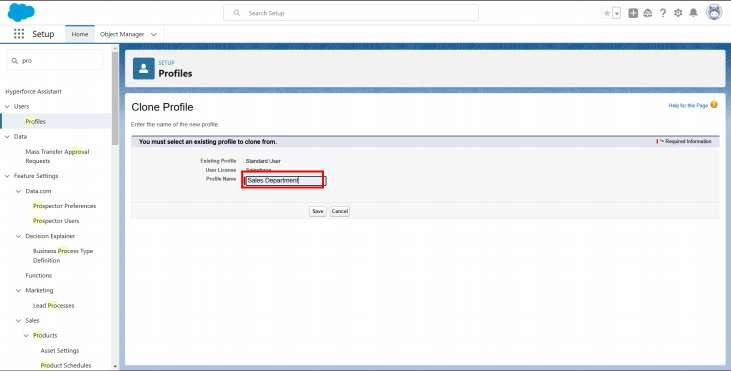 Search Setup
Setup
Home
Object Manager
pro
Hyperforce Assistant
Users
Profiles
Data
Mass Transfer Approval
Requests
Feature Settings
Data.com
Prospector Preferences
Prospector Users
Decision Explainer
Business Process Type
Definition
Functions
Marketing
Lead Processes
Sales
Products
Asset Settings
Product Schedules
SETUP
Profiles
Clone Profile
Help for this Page
Enter the name of the new profile.
You must select an existing profile to clone from.
= Required Information
Existing Profile Standard User
User License Salesforce
Profile Name Sales Department
Save Cancel